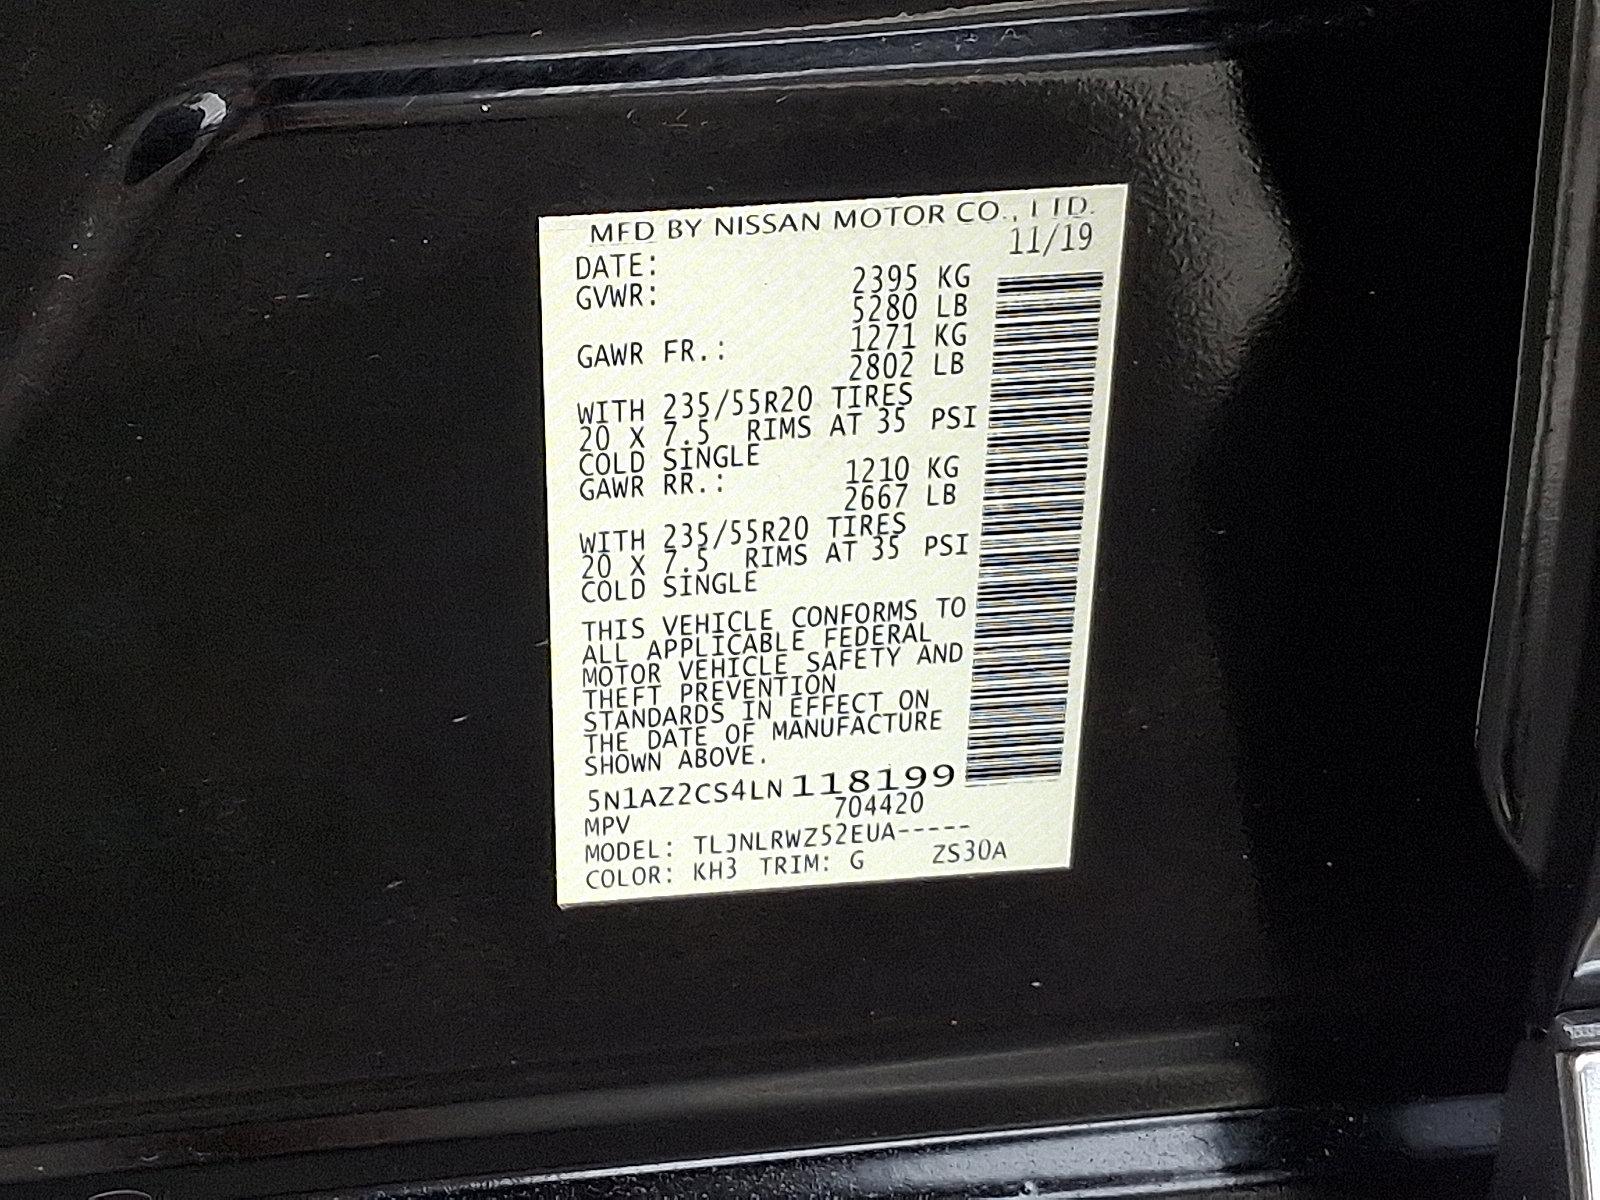 MFD BY NISSAN MOTOR CO., LTD.
DATE: 11/19
GVWR: 2395 KG
5280 LB
GAWR FR.: 1271 KG
2802 LB
WITH 235/55R20 TIRES
20 X 7.5 RIMS AT 35 PSI
COLD SINGLE
GAWR RR.: 1210 KG
2667 LB
WITH 235/55R20 TIRES
20 X 7.5 RIMS AT 35 PSI
COLD SINGLE
THIS VEHICLE CONFORMS TO
ALL APPLICABLE FEDERAL
MOTOR VEHICLE SAFETY AND
THEFT PREVENTION
STANDARDS IN EFFECT ON
THE DATE OF MANUFACTURE
SHOWN ABOVE.
5N1AZ2CS4LN118199
MPV 704420
MODEL: TLJNLRWZ52EUA-----
COLOR: KH3 TRIM: G ZS30A